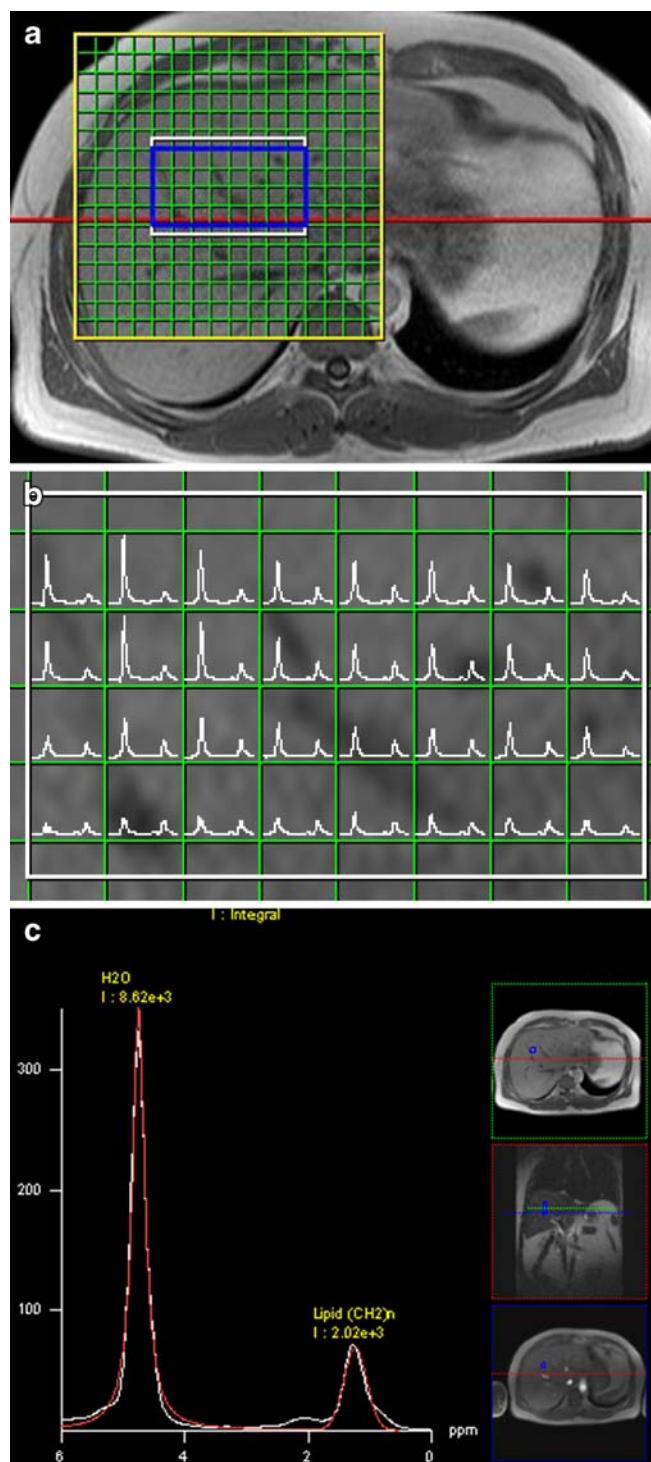 a
b
I : Integral
c
H2O
I : 8.62e+3
300
200
Lipid (CH2)n
I : 2.02e+3
100
6
4
2
0
ppm